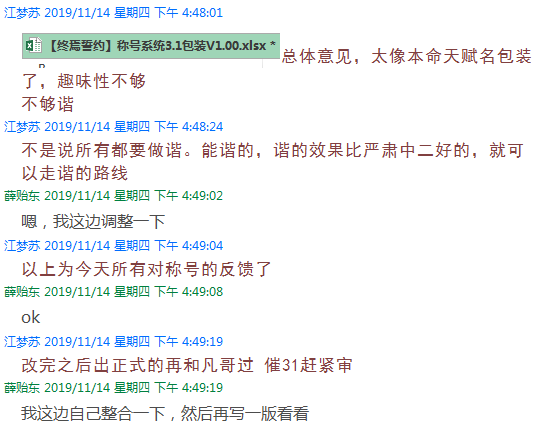 江梦苏 2019/11/14 星期四 下午 4:48:01
【终焉誓约】称号系统3.1包装V1.00.xlsx * 总体意见，太像本命天赋名包装
了，趣味性不够
不够谐
江梦苏 2019/11/14 星期四 下午 4:48:24
不是说所有都要做谐。能谐的，谐的效果比严肃中二好的，就可
以走谐的路线
薛贻东 2019/11/14 星期四 下午 4:49:02
嗯，我这边调整一下
江梦苏 2019/11/14 星期四 下午 4:49:04
以上为今天所有对称号的反馈了
薛贻东 2019/11/14 星期四 下午 4:49:08
ok
江梦苏 2019/11/14 星期四 下午 4:49:19
改完之后出正式的再和凡哥过 催31赶紧审
薛贻东 2019/11/14 星期四 下午 4:49:19
我这边自己整合一下，然后再写一版看看